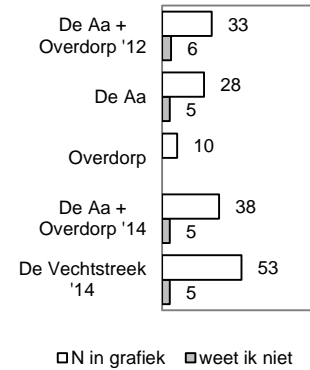 De Aa +
Overdorp '12
33
6
De Aa
28
5
Overdorp
10
De Aa +
Overdorp '14
38
5
De Vechtstreek
'14
53
5
N in grafiek weet ik niet